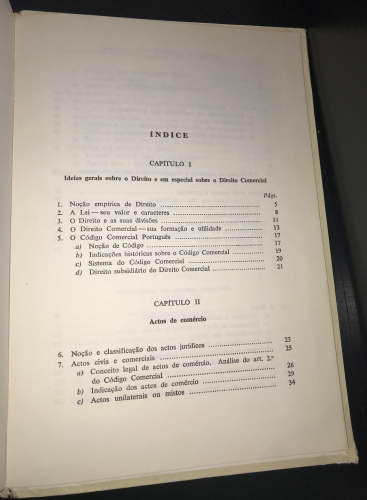 ÍNDICE
CAPÍTULO I
Ideias gerais sobre o Direito e em especial sobre o Direito Comercial
Págs.
1. Noção empírica de Direito ........ 5
2. A Lei — seu valor e caracteres ........ 8
3. O Direito e as suas divisões ........ 11
4. O Direito Comercial — sua formação e utilidade ........ 13
5. O Código Comercial Português ........ 17
a) Noção de Código ........ 17
b) Indicações históricas sobre o Código Comercial ........ 19
c) Sistema do Código Comercial ........ 20
d) Direito subsidiário do Direito Comercial ........ 21
CAPÍTULO II
Actos de comércio
6. Noção e classificação dos actos jurídicos ........ 23
7. Actos civis e comerciais ........ 25
a) Conceito legal de actos de comércio. Análise do art. 2.º
do Código Comercial ........ 26
b) Indicação dos actos de comércio ........ 29
c) Actos unilaterais ou mistos ........ 34